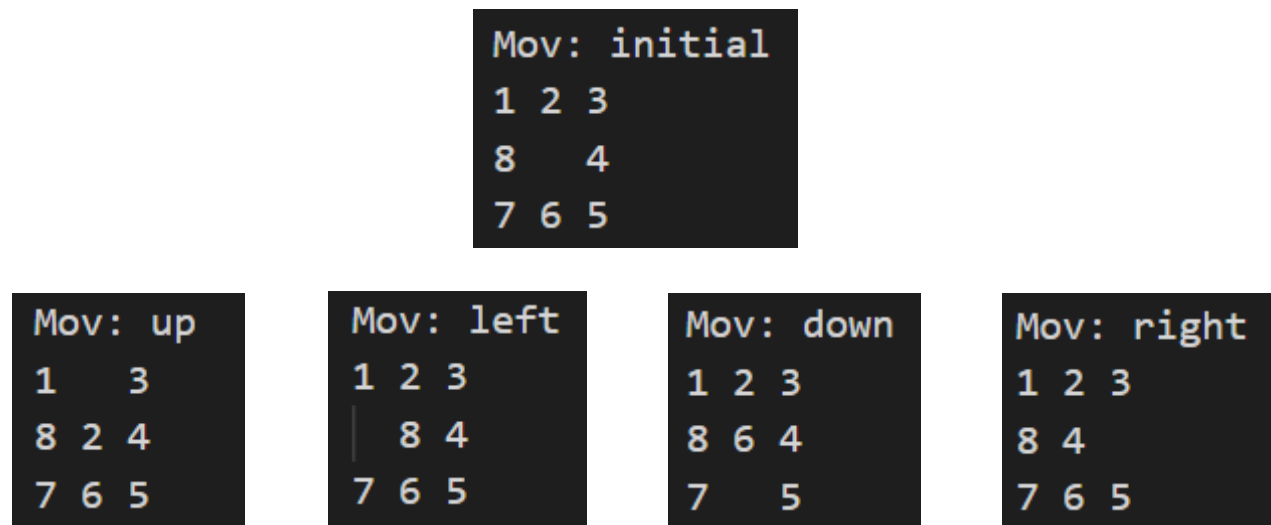 Mov: initial
1 2 3
8   4
7 6 5
Mov: up
1   3
8 2 4
7 6 5
Mov: left
1 2 3
  8 4
7 6 5
Mov: down
1 2 3
8 6 4
7   5
Mov: right
1 2 3
8 4
7 6 5